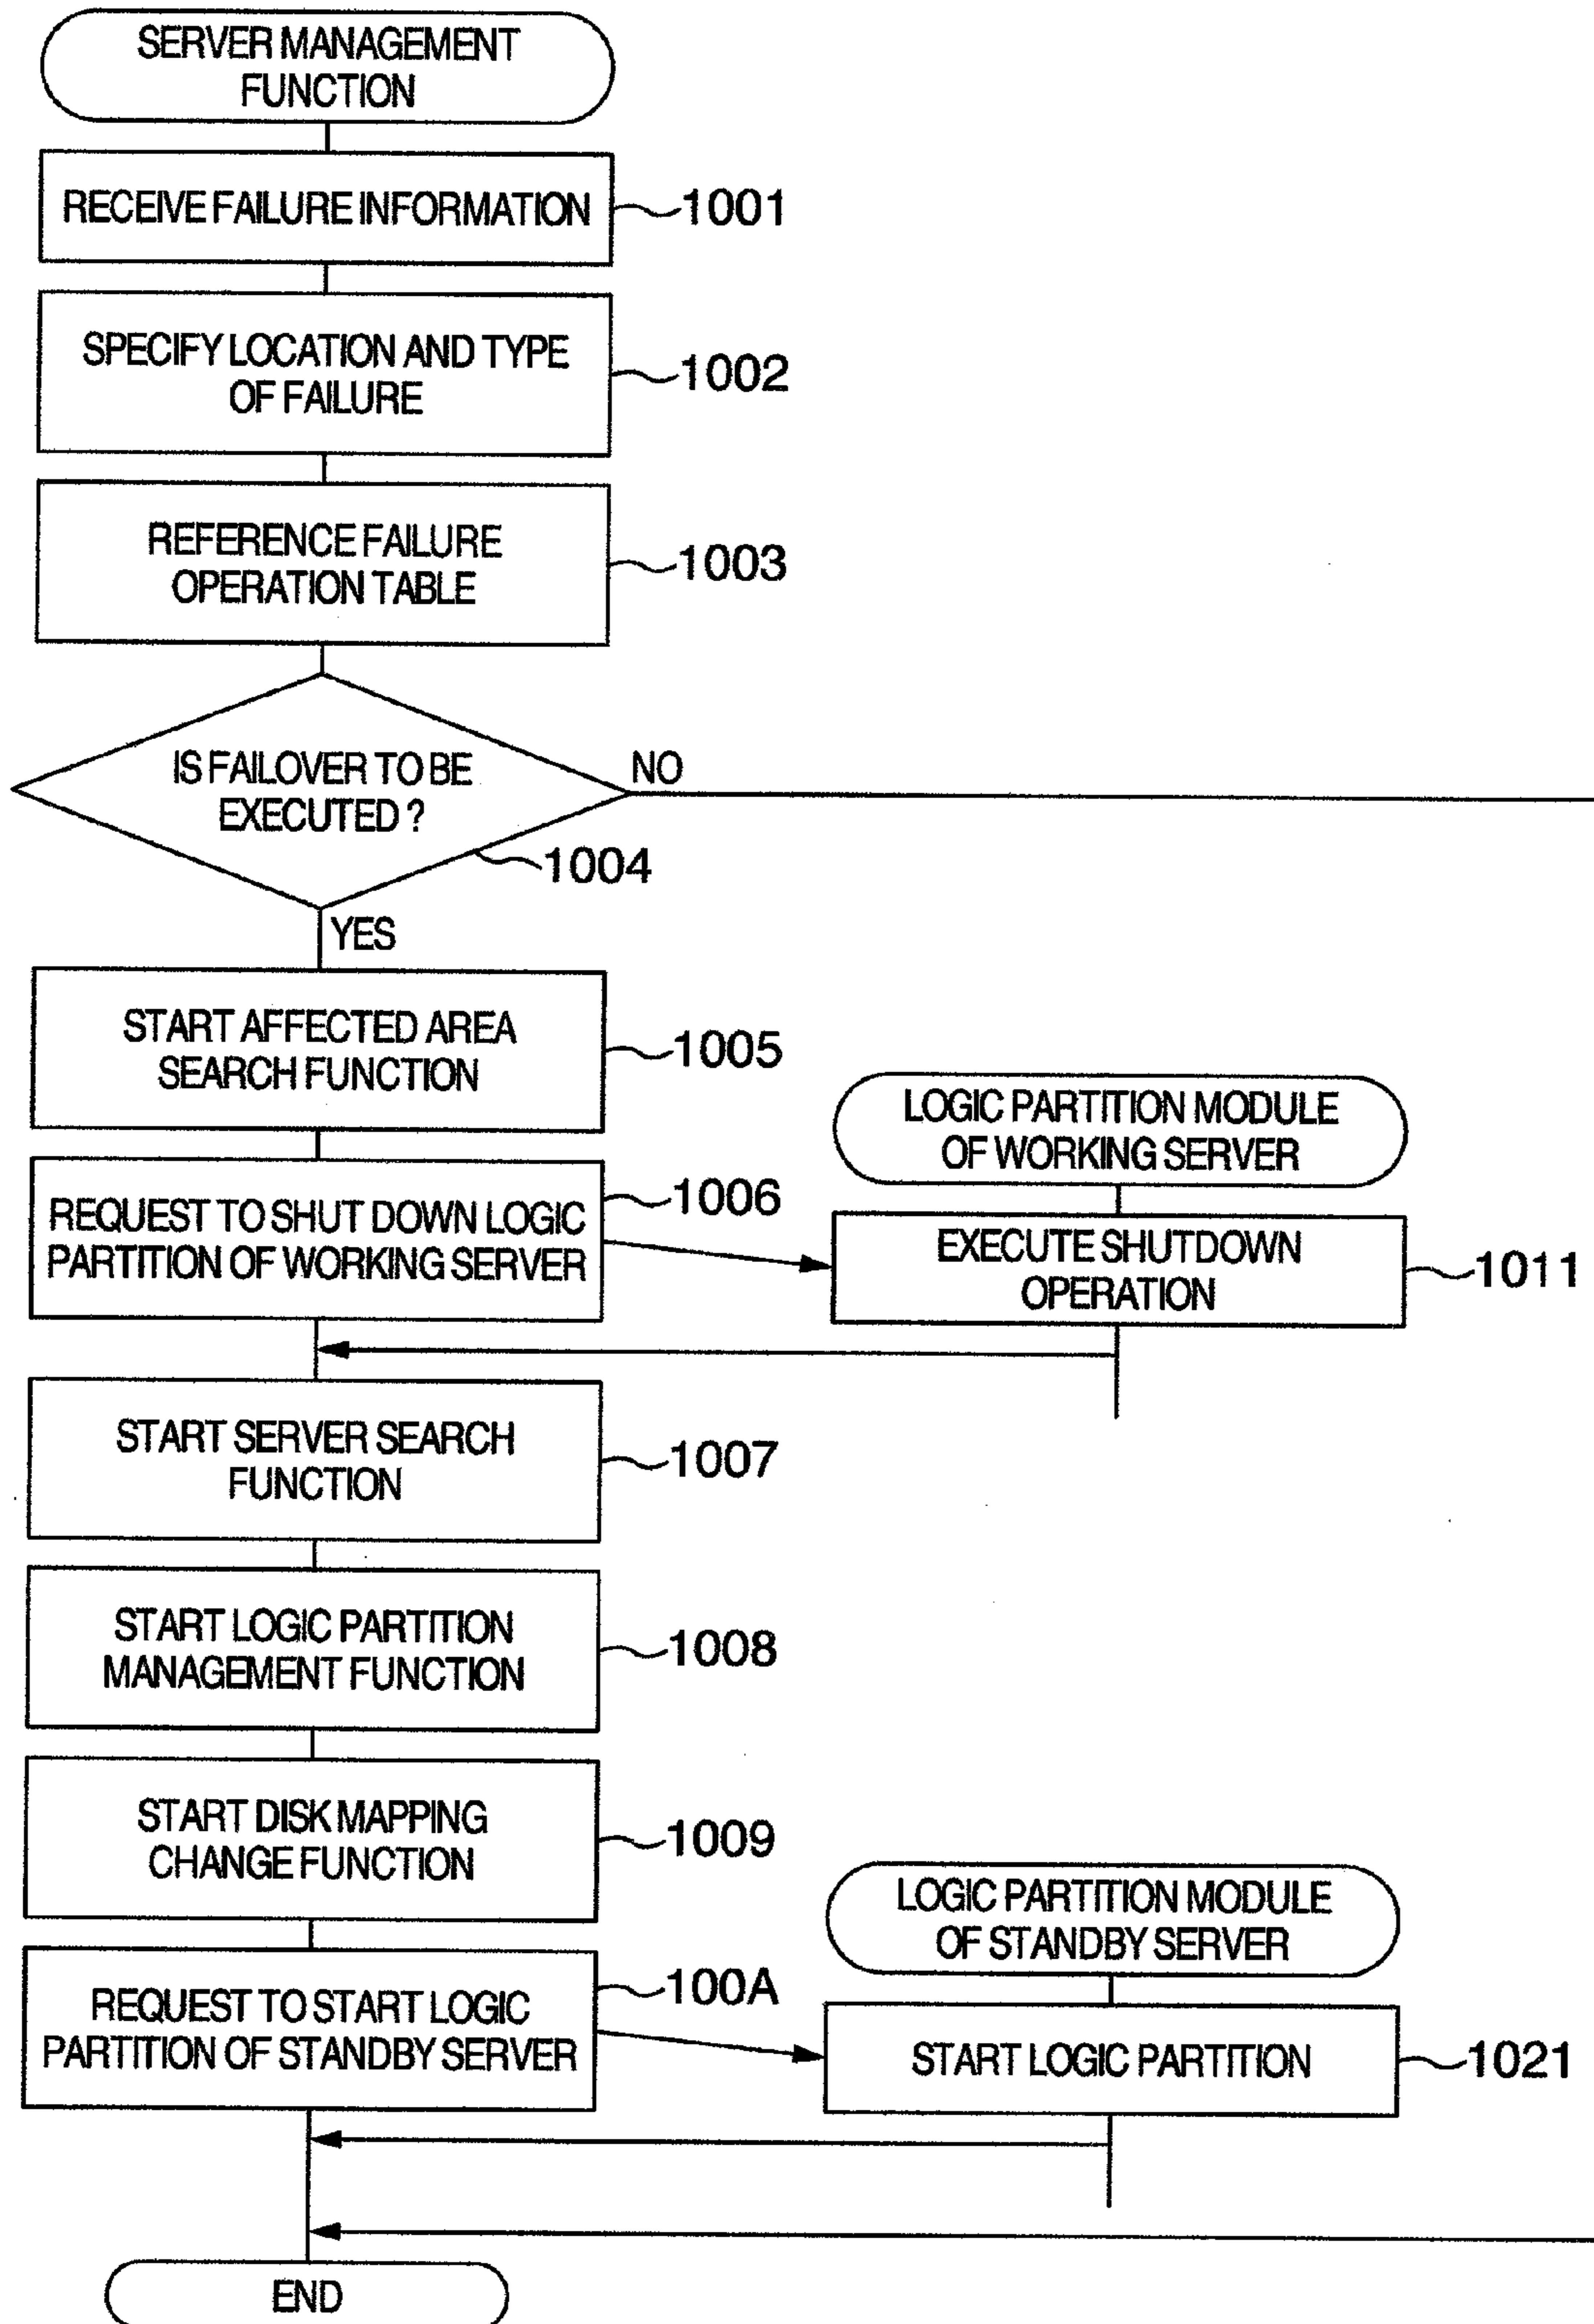 SERVER MANAGEMENT
FUNCTION
RECEIVE FAILURE INFORMATION
1001
SPECIFY LOCATION AND TYPE
OF FAILURE
1002
REFERENCE FAILURE
OPERATION TABLE
1003
IS FAILOVER TO BE
EXECUTED ?
NO
1004
YES
START AFFECTED AREA
SEARCH FUNCTION
1005
REQUEST TO SHUT DOWN LOGIC
PARTITION OF WORKING SERVER
1006
LOGIC PARTITION MODULE
OF WORKING SERVER
EXECUTE SHUTDOWN
OPERATION
1011
START SERVER SEARCH
FUNCTION
1007
START LOGIC PARTITION
MANAGEMENT FUNCTION
1008
START DISK MAPPING
CHANGE FUNCTION
1009
REQUEST TO START LOGIC
PARTITION OF STANDBY SERVER
100A
LOGIC PARTITION MODULE
OF STANDBY SERVER
START LOGIC PARTITION
1021
END